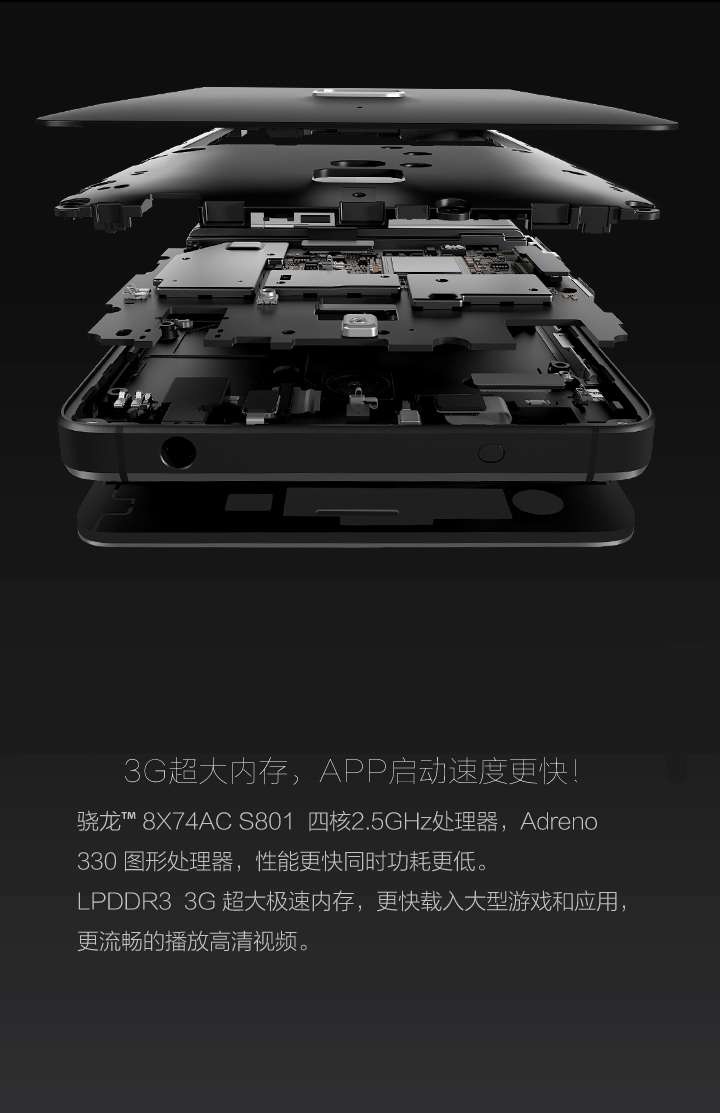 3G超大内存，APP启动速度更快！
骁龙™ 8X74AC S801 四核2.5GHz处理器，Adreno
330 图形处理器，性能更快同时功耗更低。
LPDDR3 3G 超大极速内存，更快载入大型游戏和应用，
更流畅的播放高清视频。